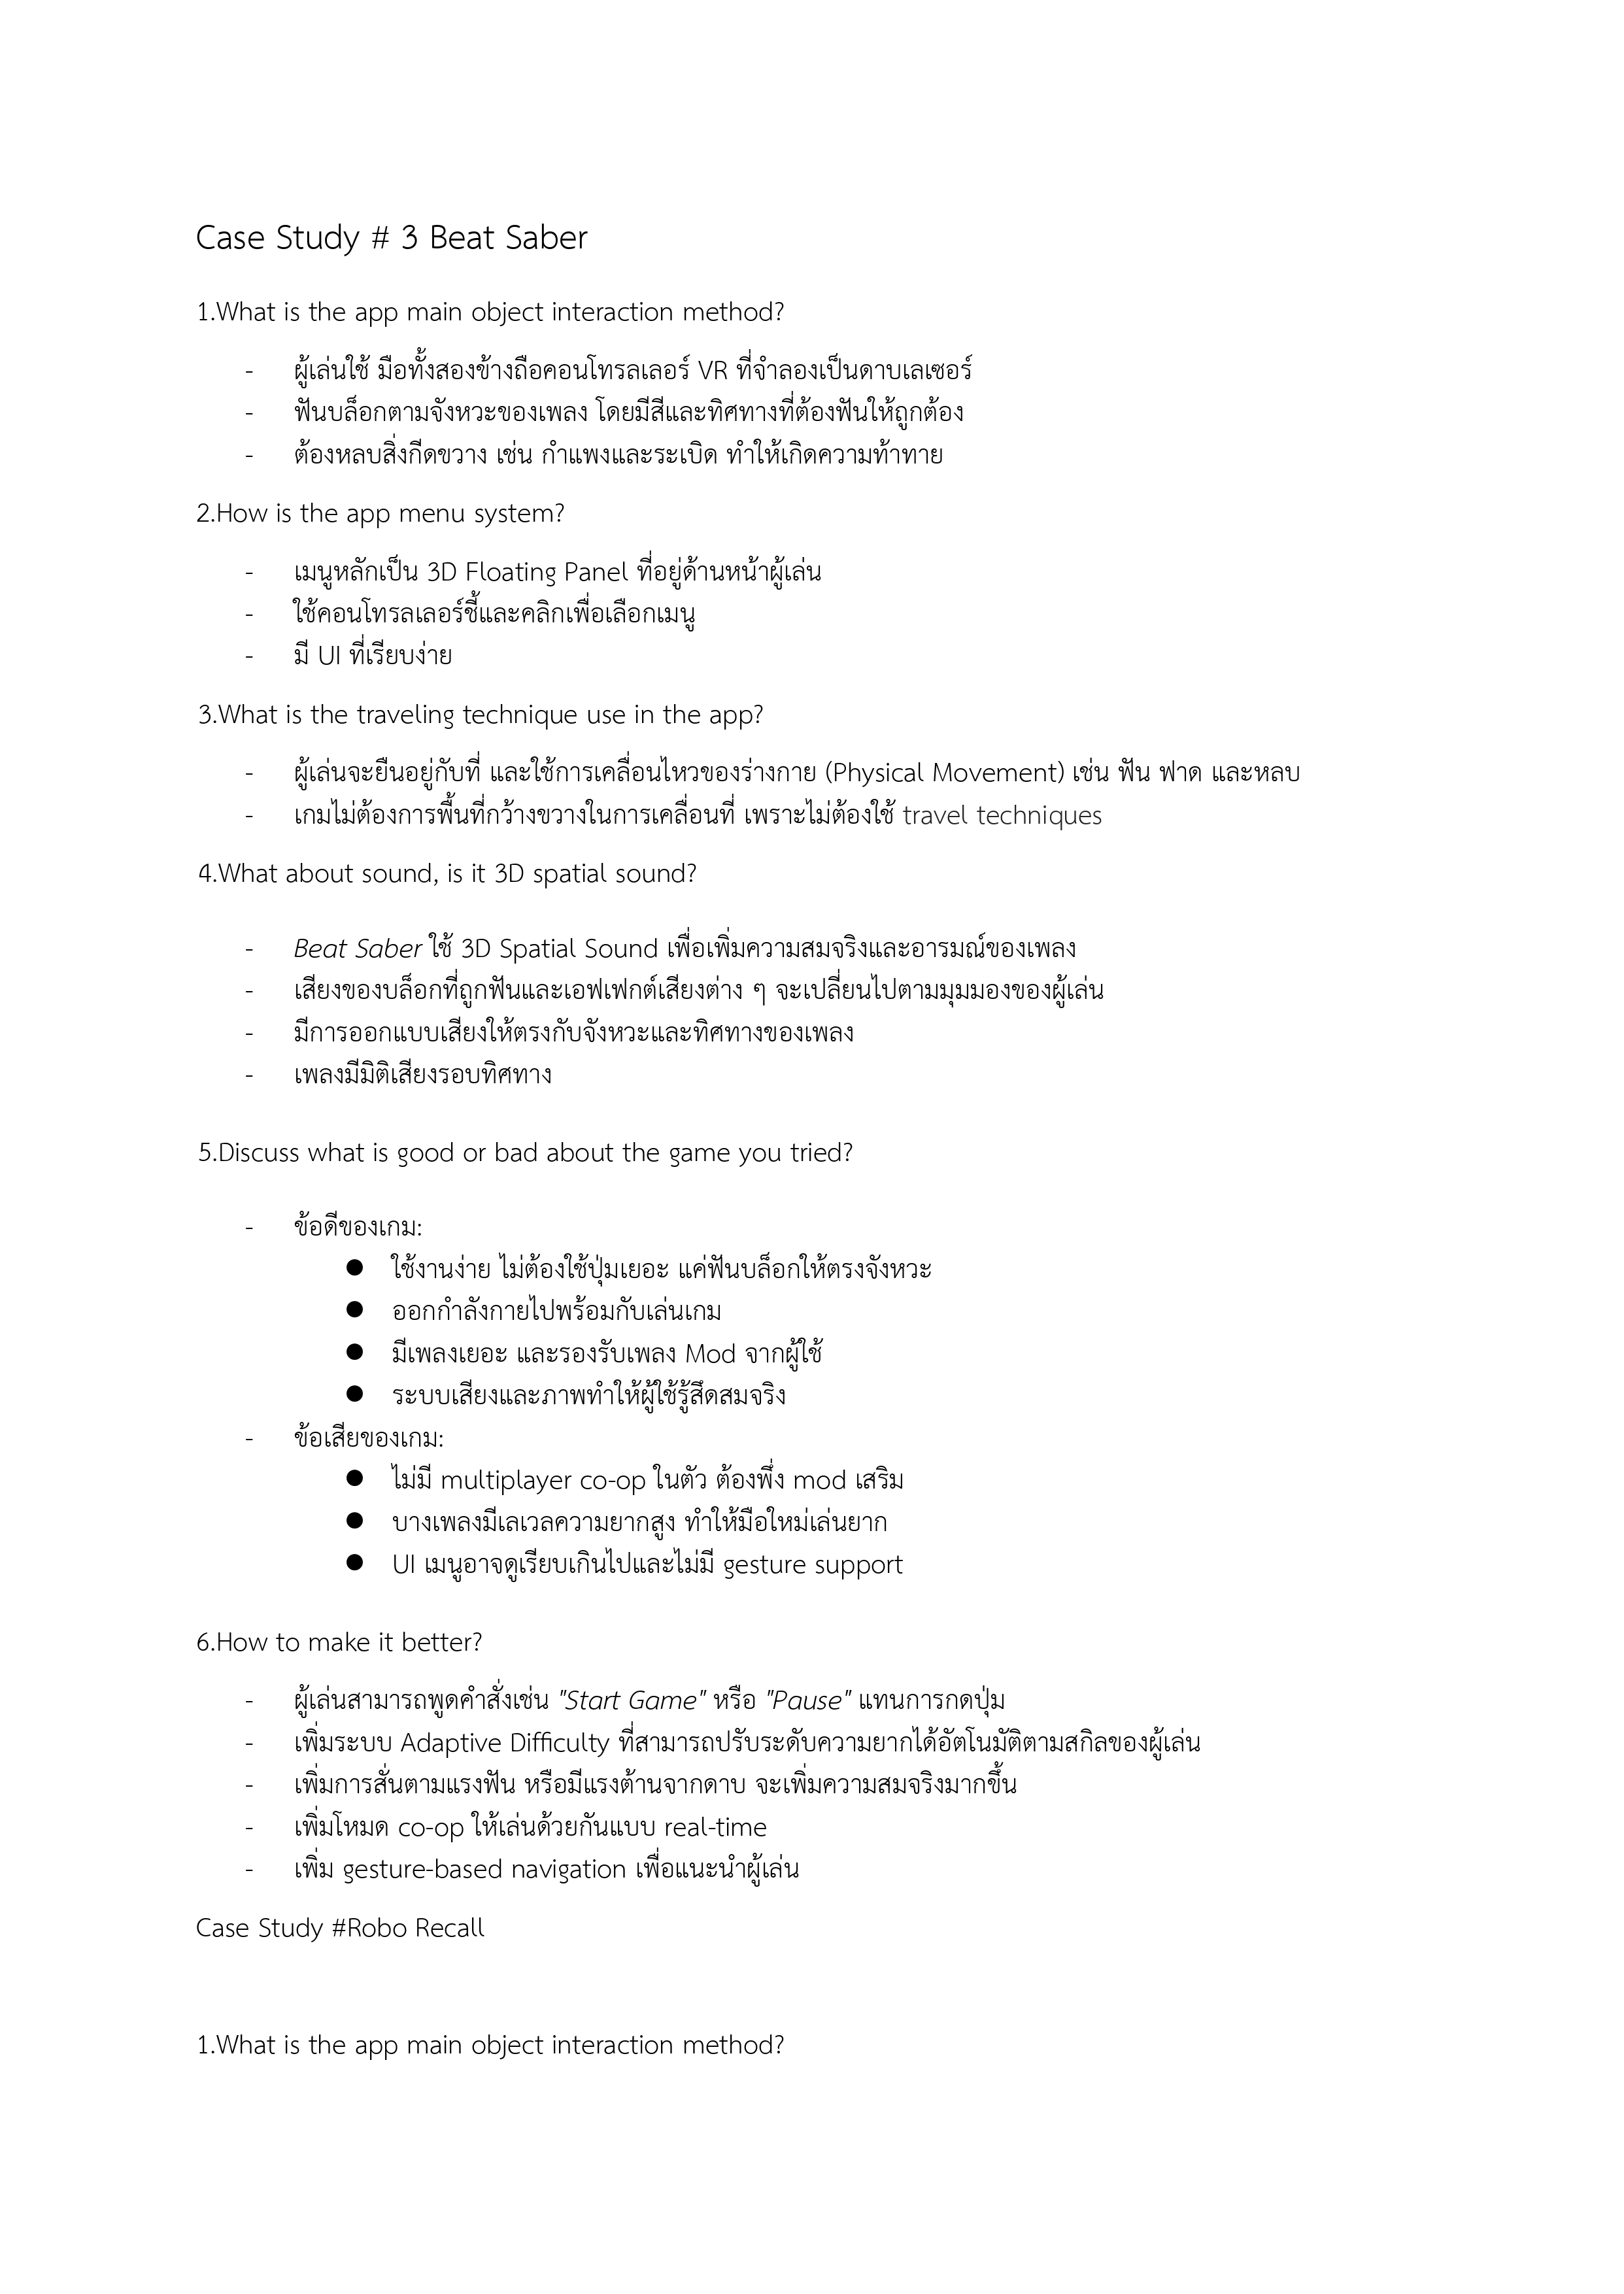 Case Study # 3 Beat Saber
1.What is the app main object interaction method?
- ผู้เล่นใช้ มือทั้งสองข้างถือคอนโทรลเลอร์ VR ที่จำลองเป็นดาบเลเซอร์
- ฟันบล็อกตามจังหวะของเพลง โดยมีสีและทิศทางที่ต้องฟันให้ถูกต้อง
- ต้องหลบสิ่งกีดขวาง เช่น กำแพงและระเบิด ทำให้เกิดความท้าทาย
2.How is the app menu system?
- เมนูหลักเป็น 3D Floating Panel ที่อยู่ด้านหน้าผู้เล่น
- ใช้คอนโทรลเลอร์ชี้และคลิกเพื่อเลือกเมนู
- มี UI ที่เรียบง่าย
3.What is the traveling technique use in the app?
- ผู้เล่นจะยืนอยู่กับที่ และใช้การเคลื่อนไหวของร่างกาย (Physical Movement) เช่น ฟัน ฟาด และหลบ
- เกมไม่ต้องการพื้นที่กว้างขวางในการเคลื่อนที่ เพราะไม่ต้องใช้ travel techniques
4.What about sound, is it 3D spatial sound?
- Beat Saber ใช้ 3D Spatial Sound เพื่อเพิ่มความสมจริงและอารมณ์ของเพลง
- เสียงของบล็อกที่ถูกฟันและเอฟเฟกต์เสียงต่าง ๆ จะเปลี่ยนไปตามมุมมองของผู้เล่น
- มีการออกแบบเสียงให้ตรงกับจังหวะและทิศทางของเพลง
- เพลงมีมิติเสียงรอบทิศทาง
5.Discuss what is good or bad about the game you tried?
- ข้อดีของเกม:
● ใช้งานง่าย ไม่ต้องใช้ปุ่มเยอะ แค่ฟันบล็อกให้ตรงจังหวะ
● ออกกำลังกายไปพร้อมกับเล่นเกม
● มีเพลงเยอะ และรองรับเพลง Mod จากผู้ใช้
● ระบบเสียงและภาพทำให้ผู้ใช้รู้สึดสมจริง
- ข้อเสียของเกม:
● ไม่มี multiplayer co-op ในตัว ต้องพึ่ง mod เสริม
● บางเพลงมีเลเวลความยากสูง ทำให้มือใหม่เล่นยาก
● UI เมนูอาจดูเรียบเกินไปและไม่มี gesture support
6.How to make it better?
- ผู้เล่นสามารถพูดคำสั่งเช่น "Start Game" หรือ "Pause" แทนการกดปุ่ม
- เพิ่มระบบ Adaptive Difficulty ที่สามารถปรับระดับความยากได้อัตโนมัติตามสกิลของผู้เล่น
- เพิ่มการสั่นตามแรงฟัน หรือมีแรงต้านจากดาบ จะเพิ่มความสมจริงมากขึ้น
- เพิ่มโหมด co-op ให้เล่นด้วยกันแบบ real-time
- เพิ่ม gesture-based navigation เพื่อแนะนำผู้เล่น
Case Study #Robo Recall
1.What is the app main object interaction method?